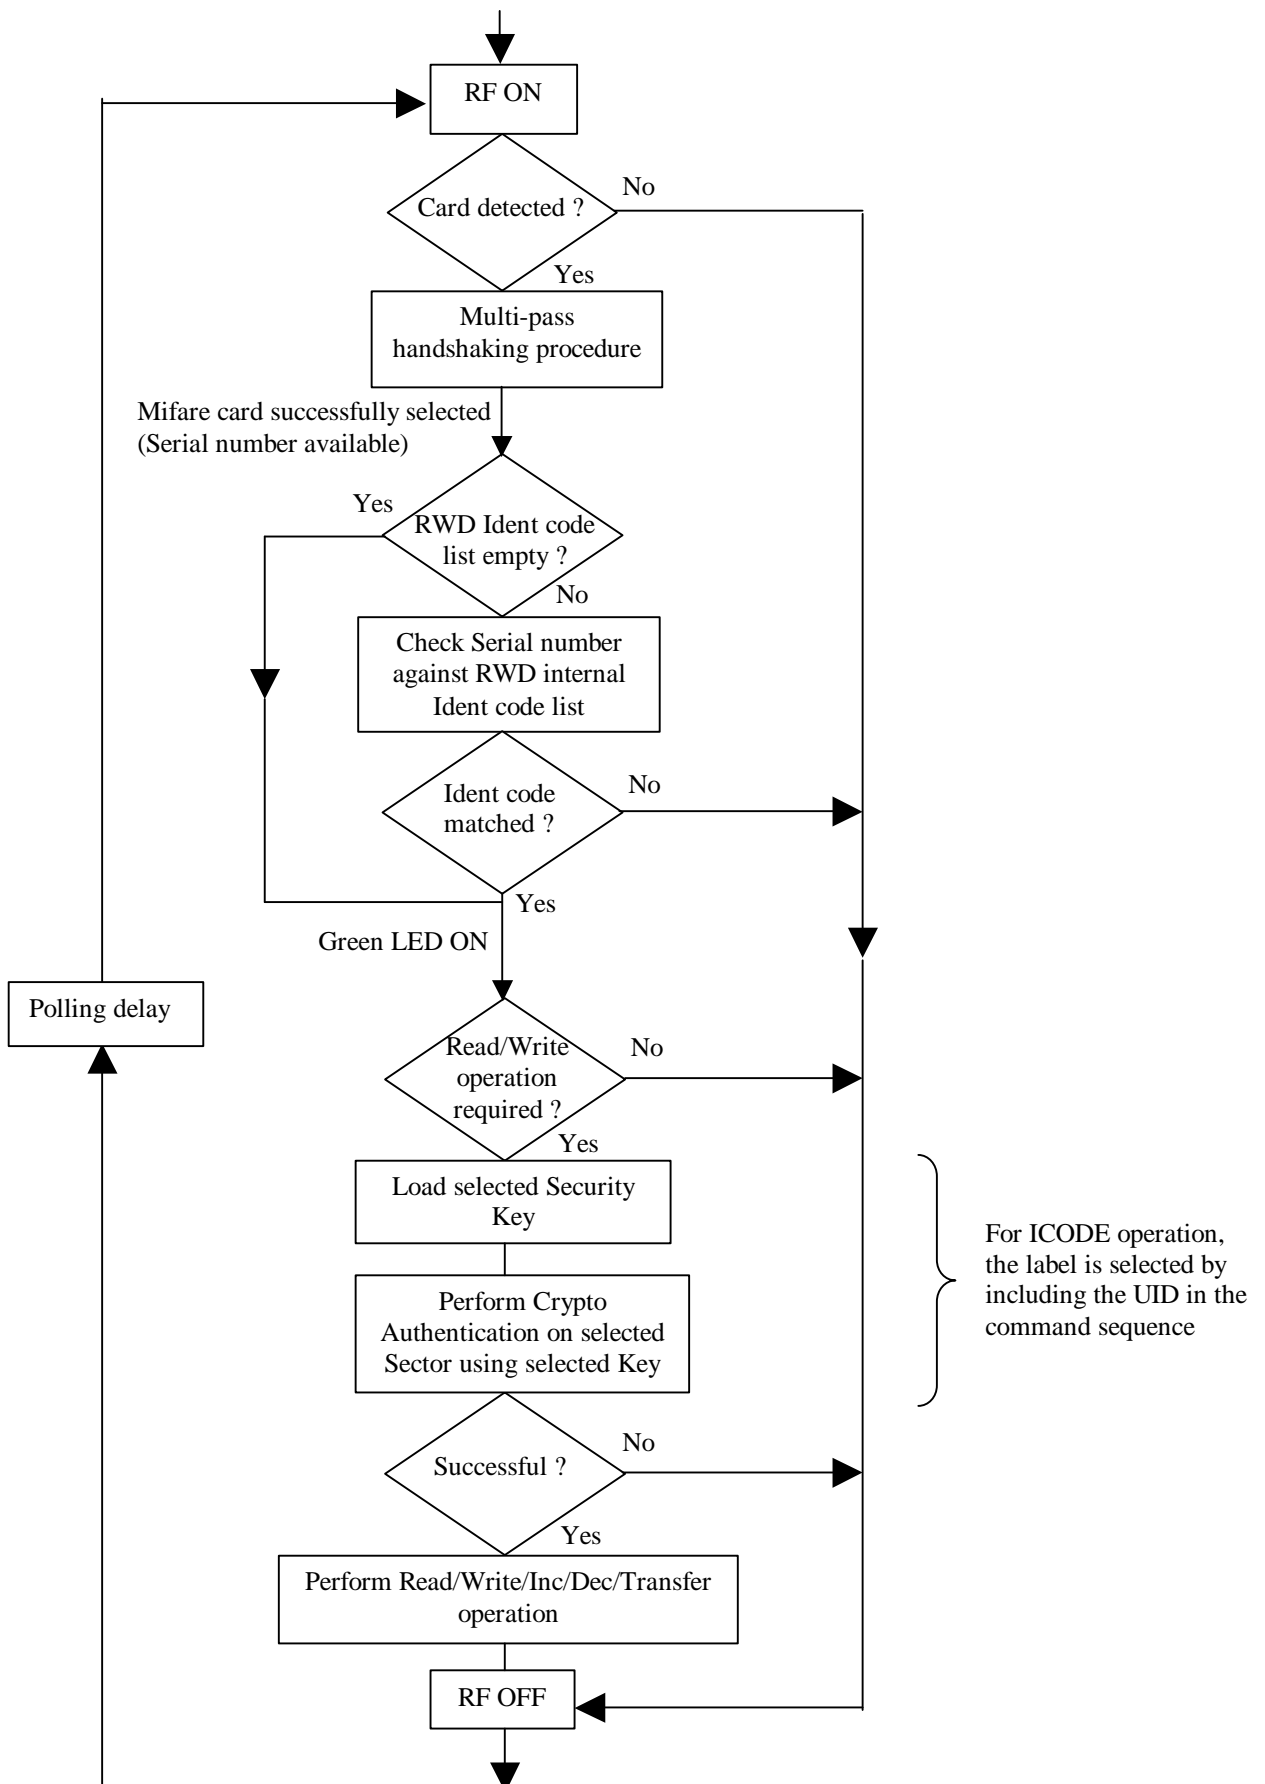 RF ON
No
Card detected ?
Yes
Multi-pass
handshaking procedure
Mifare card successfully selected
(Serial number available)
Yes
RWD Ident code
list empty ?
No
Check Serial number
against RWD internal
Ident code list
No
Ident code
matched ?
Yes
Green LED ON
Polling delay
Read/Write
operation
required ?
No
Yes
Load selected Security
Key
For ICODE operation,
the label is selected by
including the UID in the
command sequence
Perform Crypto
Authentication on selected
Sector using selected Key
No
Successful ?
Yes
Perform Read/Write/Inc/Dec/Transfer
operation
RF OFF